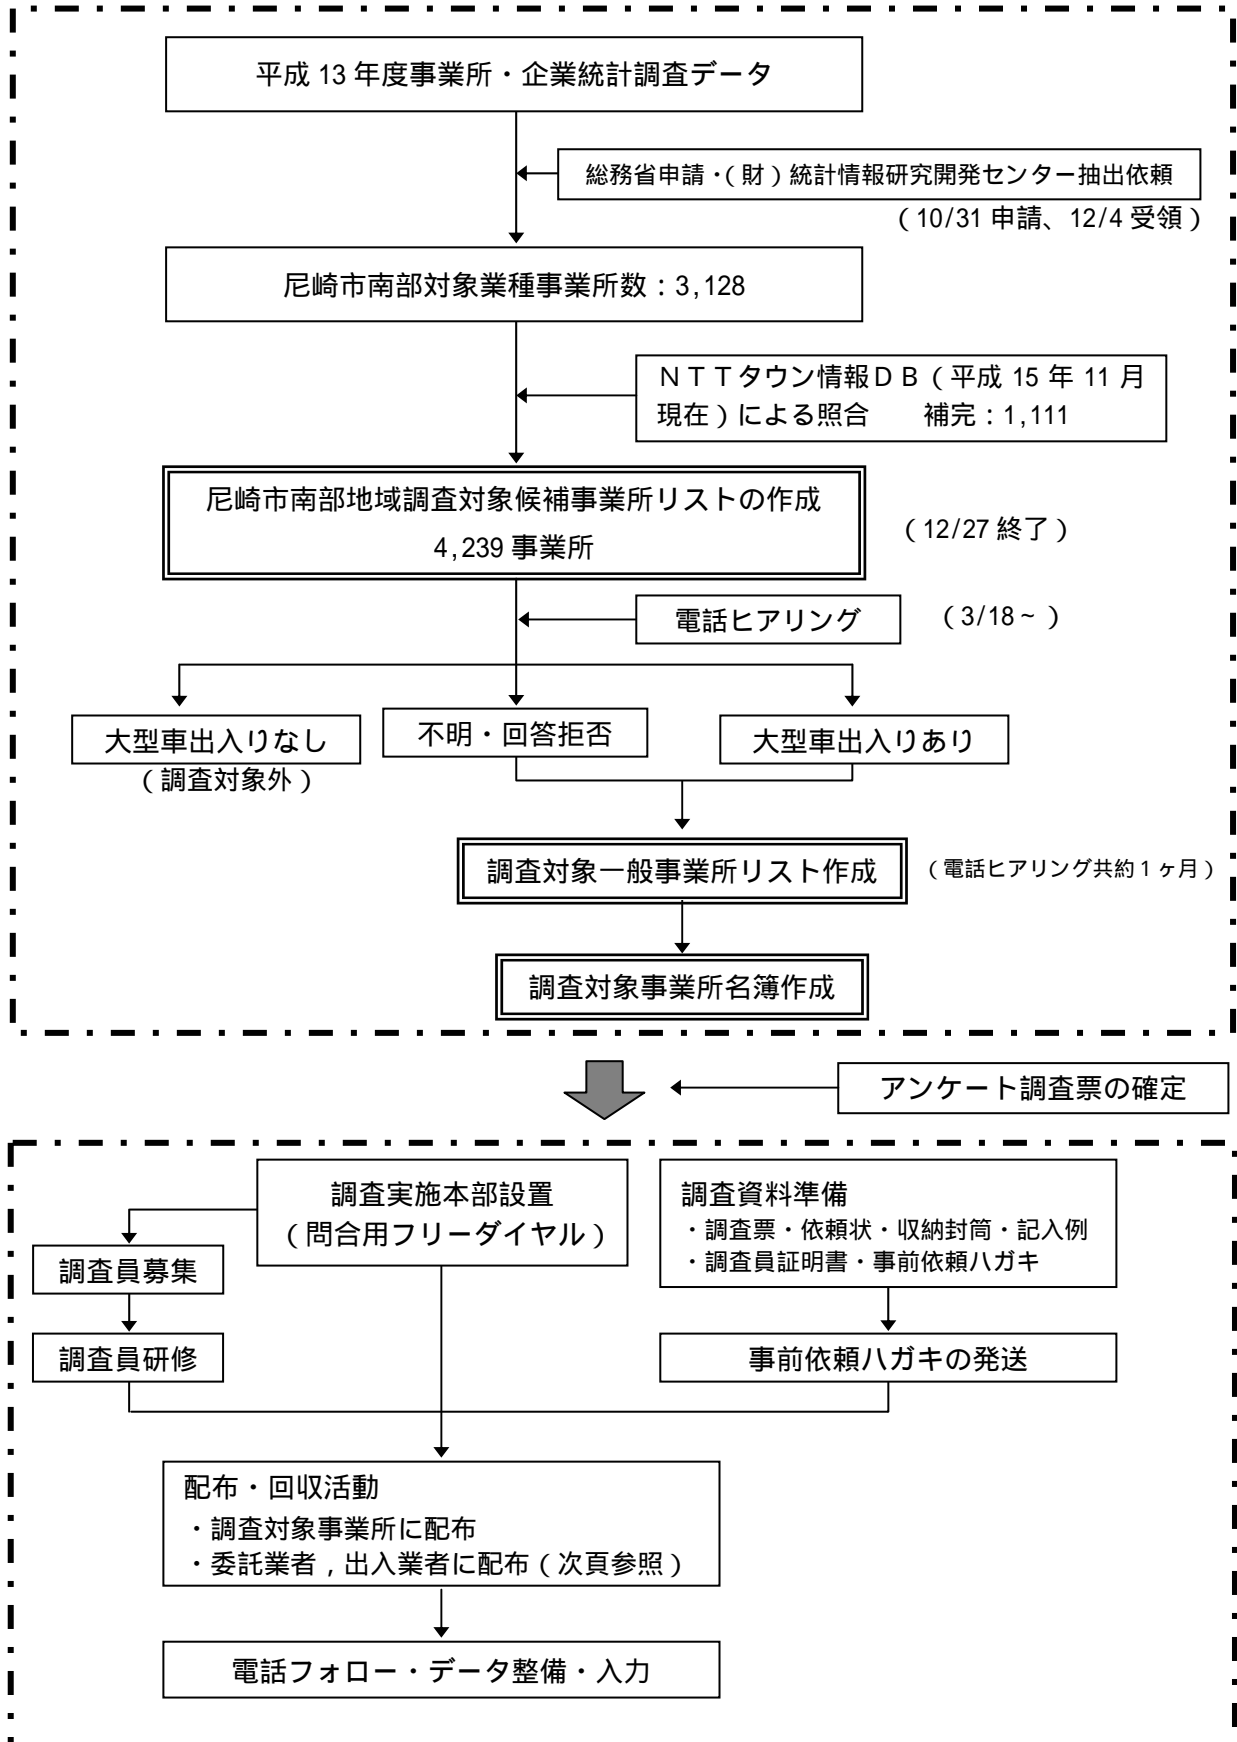 平成 13 年度事業所・企業統計調査データ
総務省申請・(財)統計情報研究開発センター抽出依頼
(10/31 申請、12/4 受領)
尼崎市南部対象業種事業所数：3,128
ＮＴＴタウン情報ＤＢ(平成 15 年 11 月
現在)による照合　　補完：1,111
尼崎市南部地域調査対象候補事業所リストの作成
4,239 事業所
(12/27 終了)
電話ヒアリング
(3/18~ )
大型車出入りなし
(調査対象外)
不明・回答拒否
大型車出入りあり
調査対象一般事業所リスト作成
(電話ヒアリング共約１ヶ月)
調査対象事業所名簿作成
アンケート調査票の確定
調査実施本部設置
(問合用フリーダイヤル)
調査資料準備
・調査票・依頼状・収納封筒・記入例
・調査員証明書・事前依頼ハガキ
調査員募集
調査員研修
事前依頼ハガキの発送
配布・回収活動
・調査対象事業所に配布
・委託業者，出入業者に配布(次頁参照)
電話フォロー・データ整備・入力